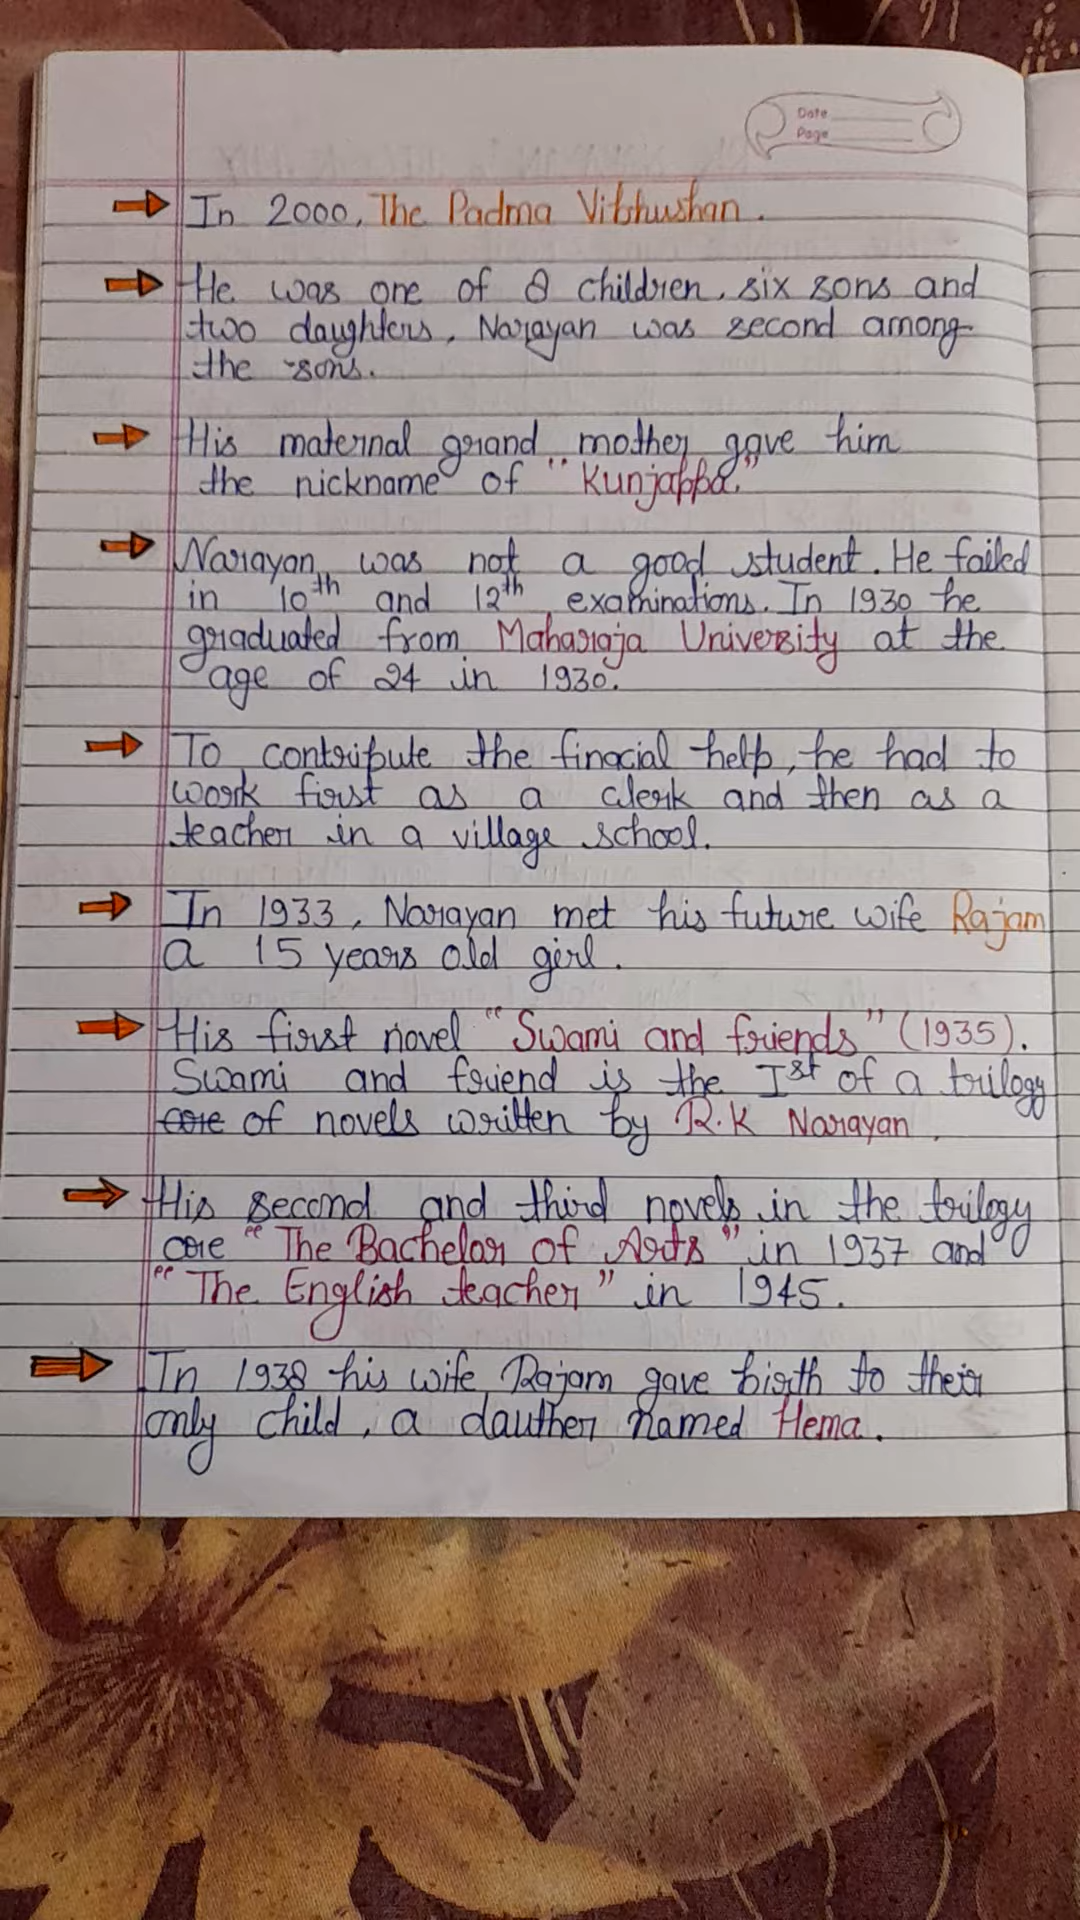 Date
Page
In 2000, The Padma Vibhushan.
He was one of 8 children, six sons and
two daughters, Narayan was second among
the sons.
His maternal grand mother gave him
the nickname of "Kunjappa."
Narayan was not a good student. He failed
in 10th and 12th examinations. In 1930 he
graduated from Maharaja University at the
age of 24 in 1930.
To contribute the finacial help, he had to
work first as a clerk and then as a
teacher in a village school.
In 1933, Narayan met his future wife Rajam
a 15 years old girl.
His first novel "Swami and friends" (1935).
Swami and friend is the Ist of a trilogy
core of novels written by R.K Narayan
His second and third novels in the trilogy
core "The Bachelor of Arts" in 1937 and
"The English teacher" in 1945.
In 1938 his wife Rajam gave birth to their
only child, a dauther named Hema.